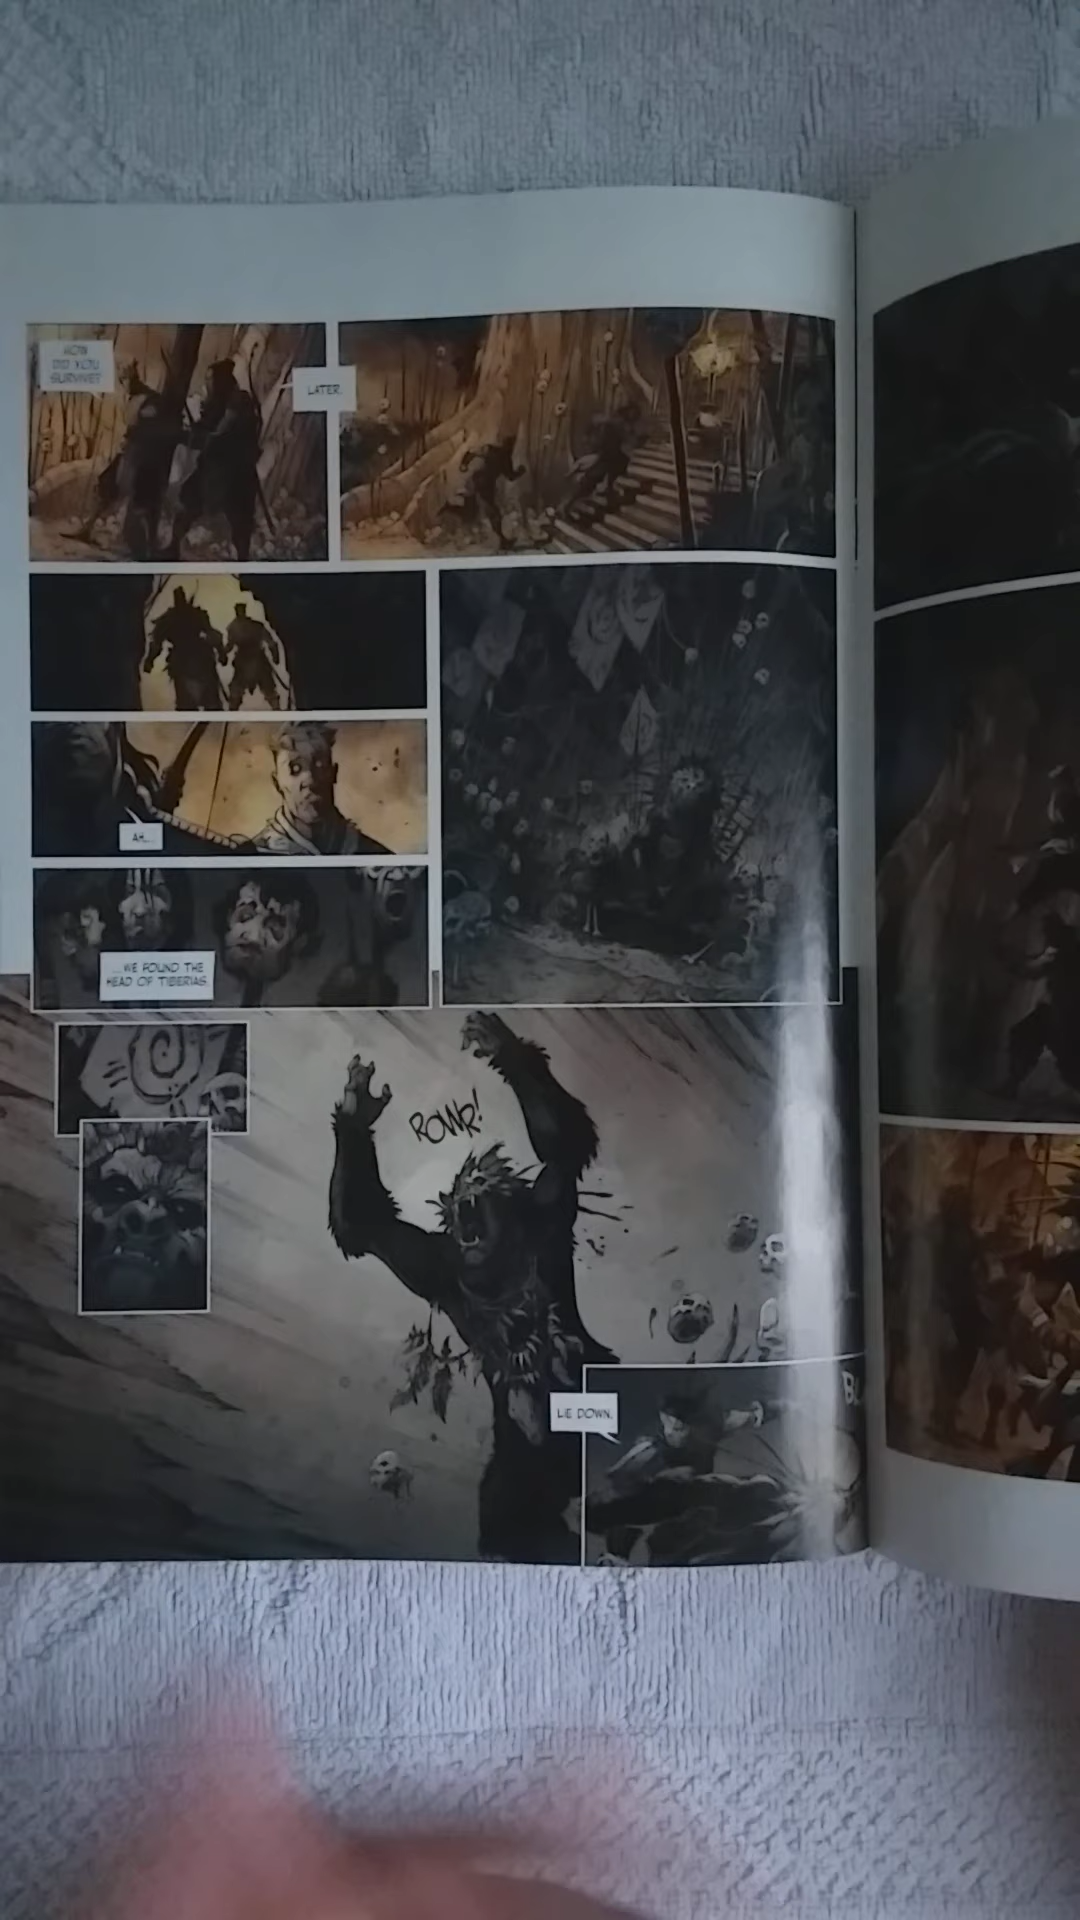 HOW
DID YOU
SURVIVE?
LATER.
AH...
...WE FOUND THE
HEAD OF TIBERIAS.
ROWR!
LIE DOWN.